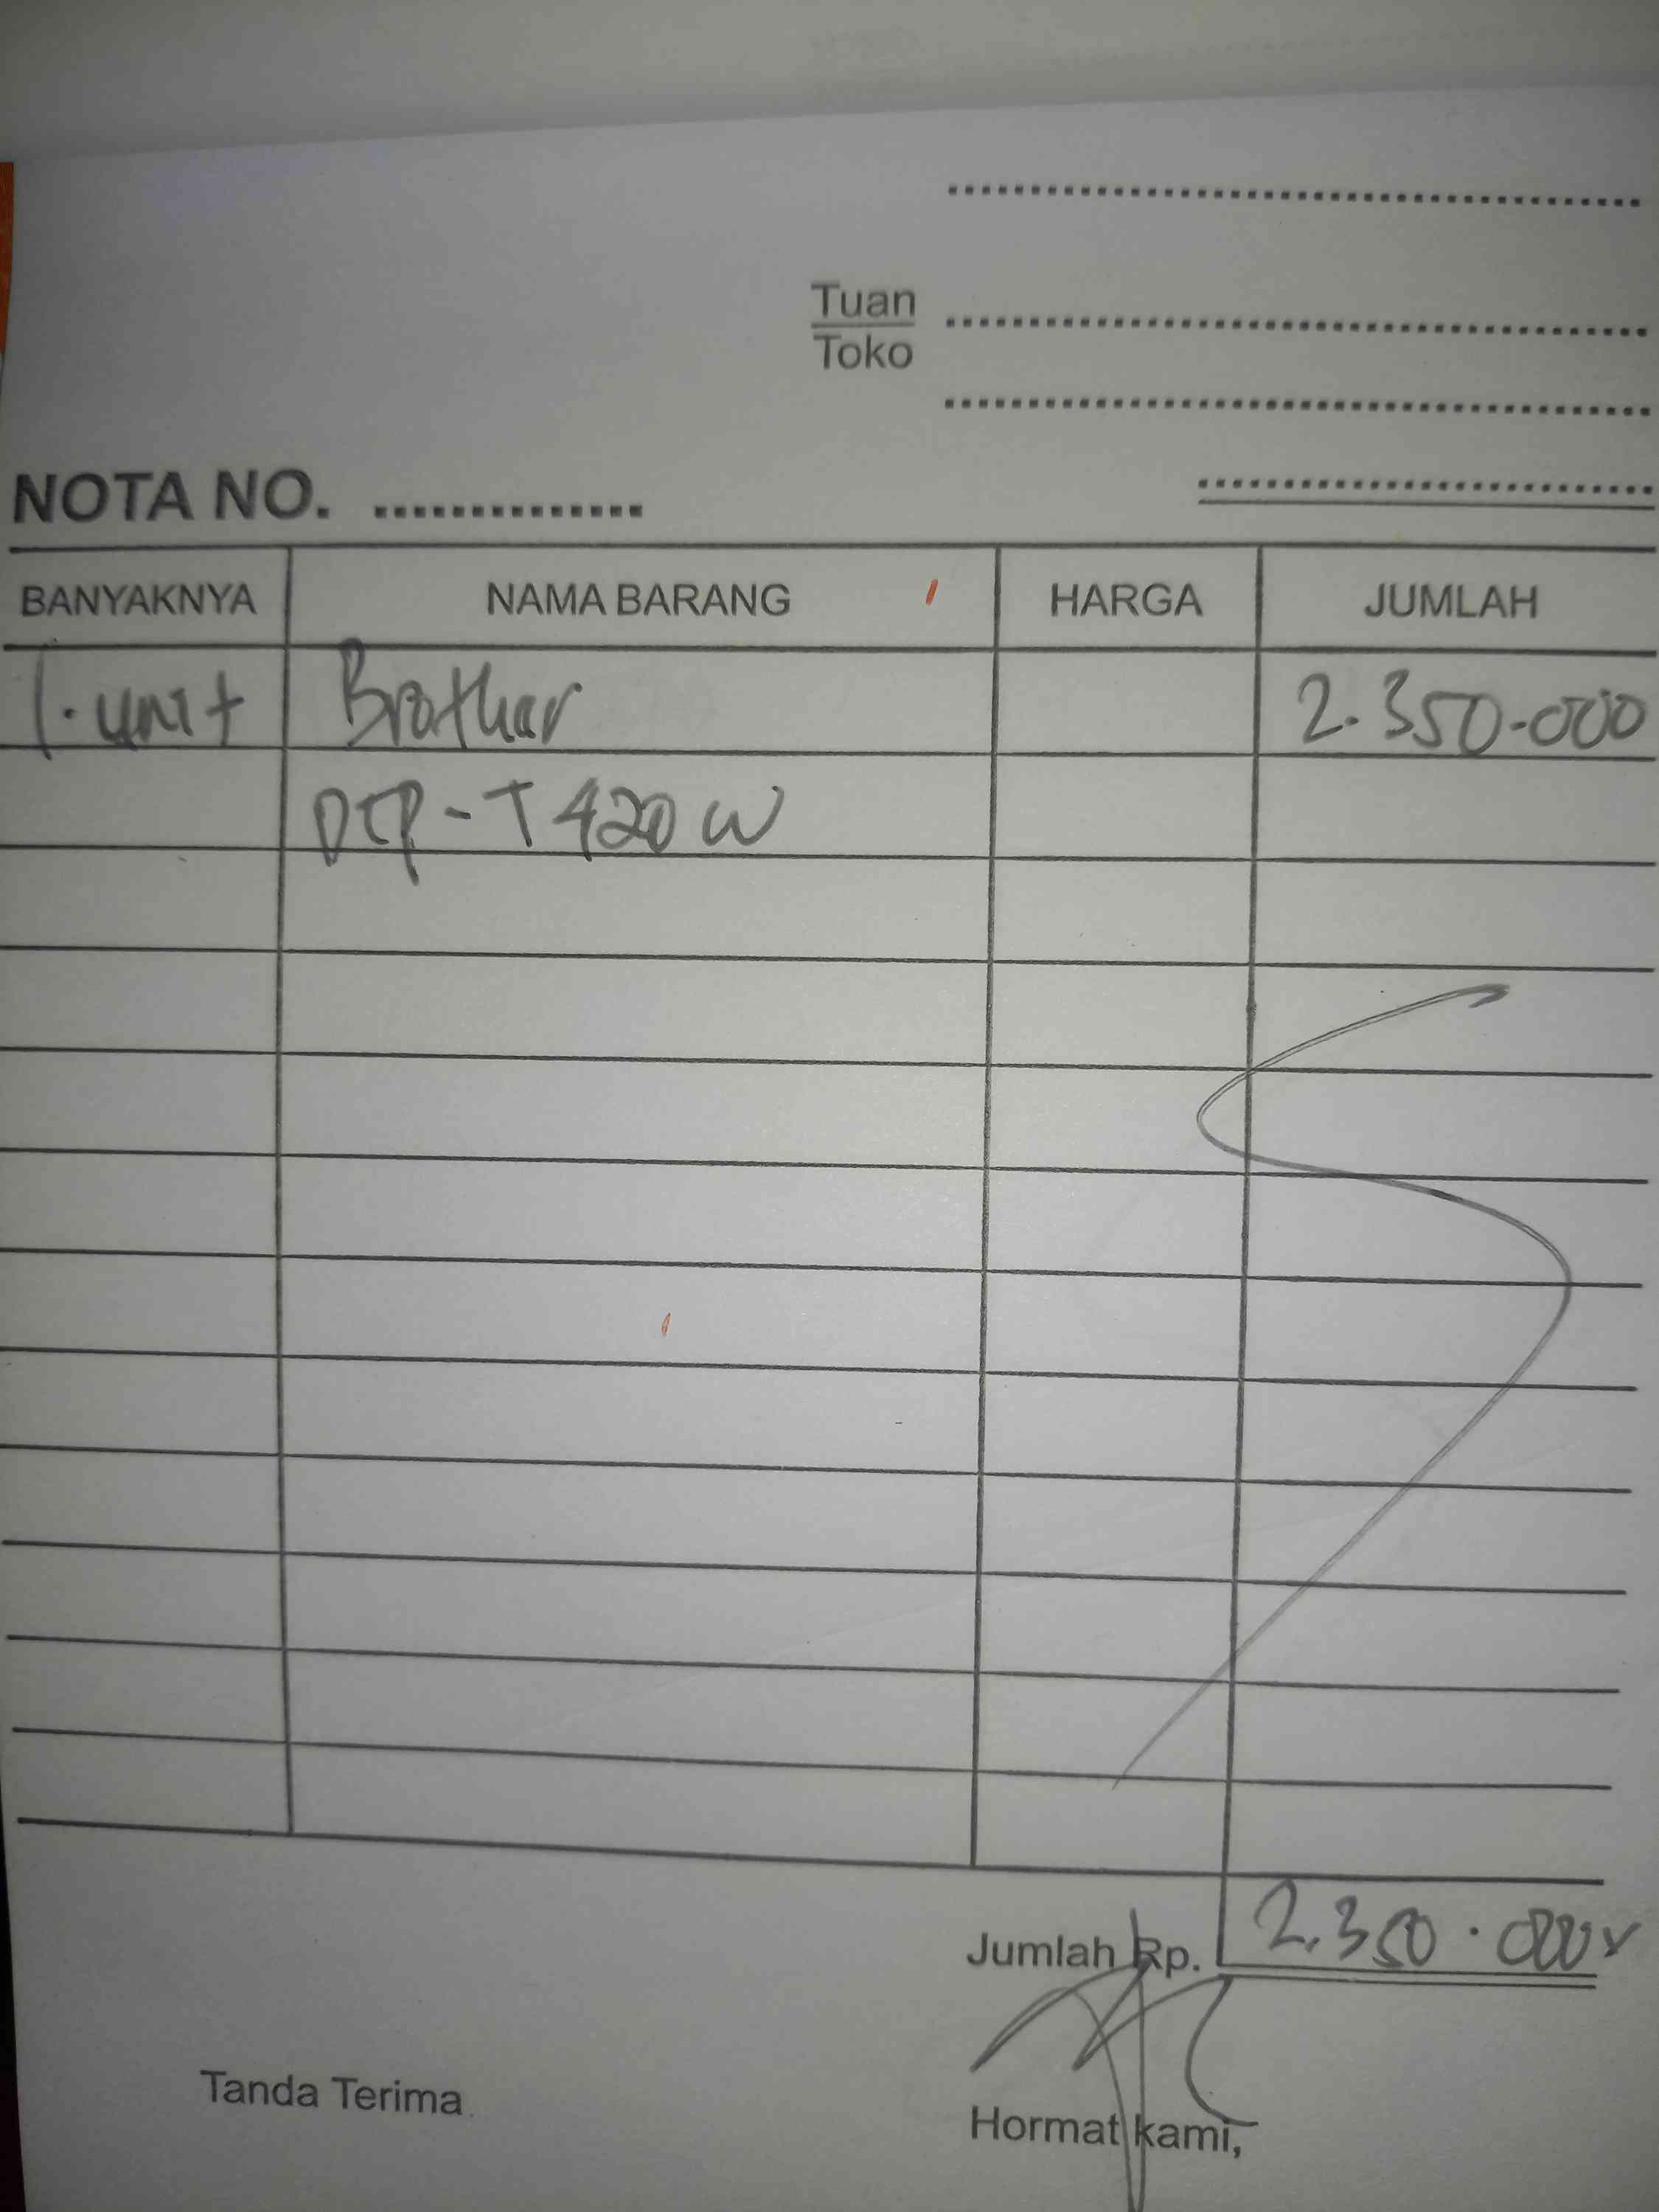 Tuan
Toko
NOTA NO. ..............
BANYAKNYA NAMA BARANG HARGA JUMLAH
1. unit Brother 2.350.000
DCP-T420W
Jumlah Rp. 2.350.000
Tanda Terima
Hormat kami,